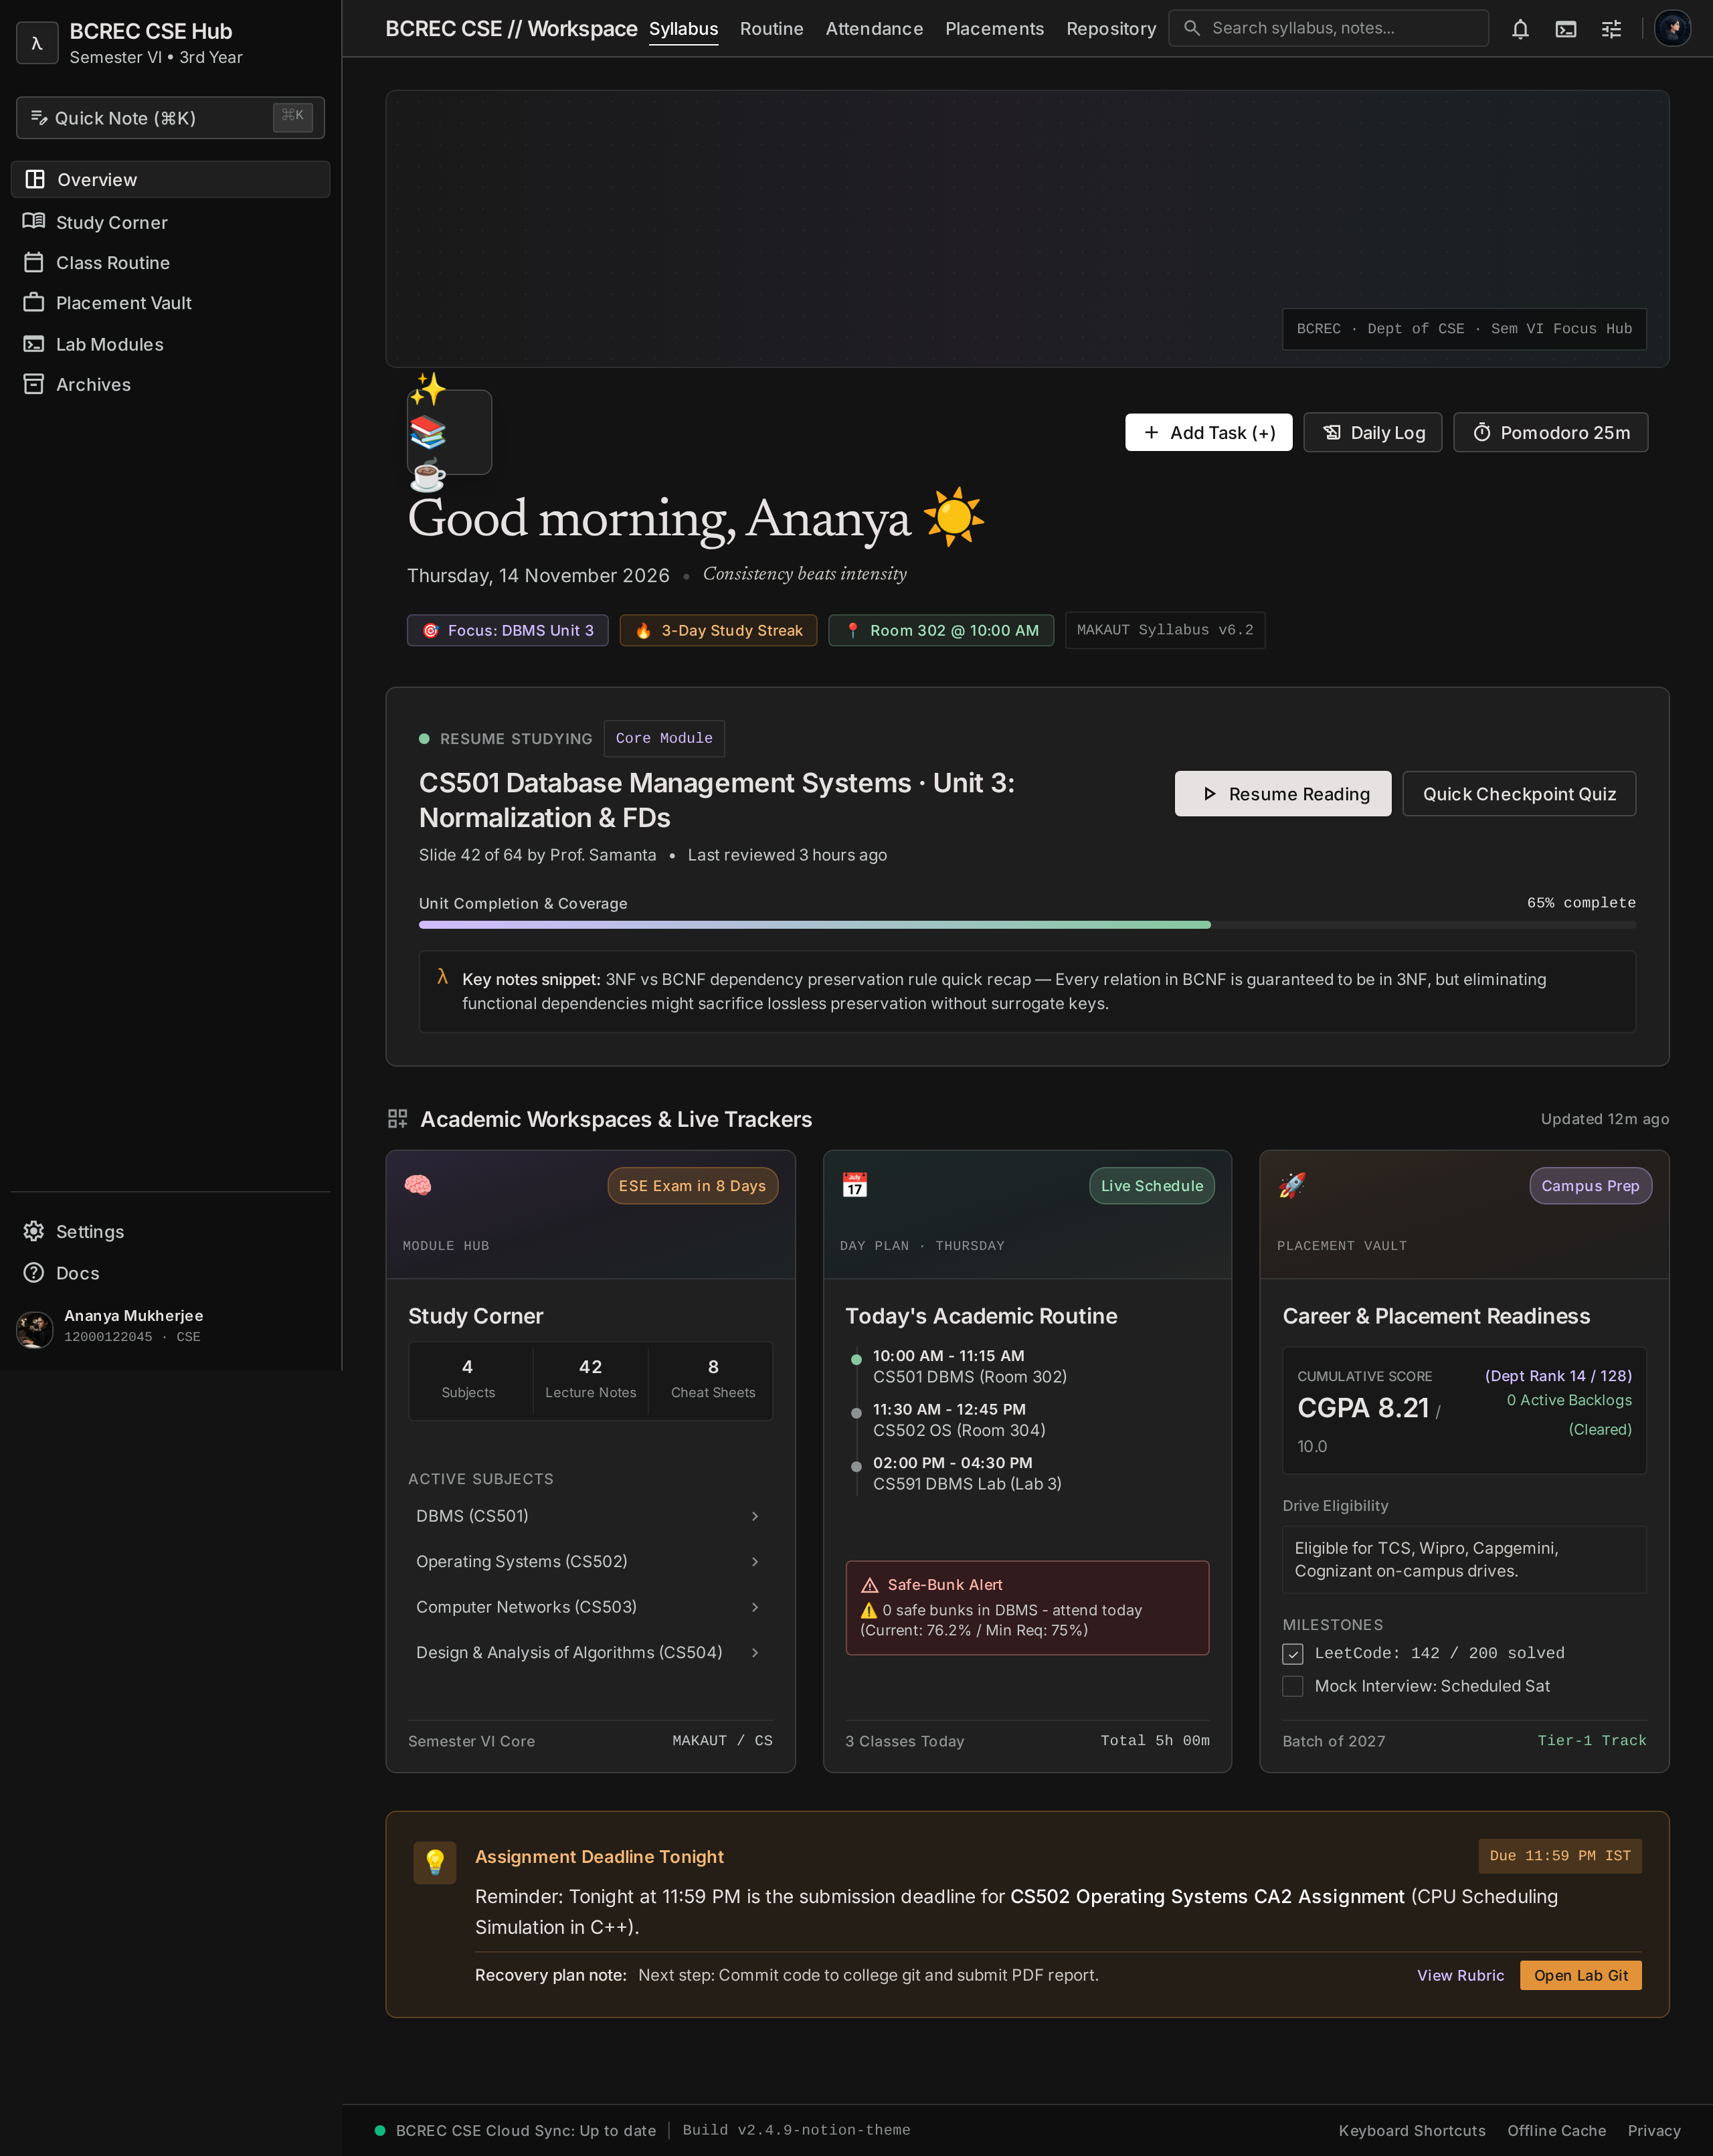 λ
BCREC CSE Hub
Semester VI • 3rd Year
Quick Note (⌘K) ⌘K
Overview
Study Corner
Class Routine
Placement Vault
Lab Modules
Archives
Settings
Docs
Ananya Mukherjee
12000122045 · CSE
BCREC CSE // Workspace Syllabus Routine Attendance Placements Repository Search syllabus, notes...
BCREC · Dept of CSE · Sem VI Focus Hub
Add Task (+) Daily Log Pomodoro 25m
Good morning, Ananya ☀️
Thursday, 14 November 2026 • Consistency beats intensity
🎯 Focus: DBMS Unit 3 🔥 3-Day Study Streak 📍 Room 302 @ 10:00 AM MAKAUT Syllabus v6.2
RESUME STUDYING Core Module
CS501 Database Management Systems · Unit 3:
Normalization & FDs
Resume Reading Quick Checkpoint Quiz
Slide 42 of 64 by Prof. Samanta • Last reviewed 3 hours ago
Unit Completion & Coverage 65% complete
λ Key notes snippet: 3NF vs BCNF dependency preservation rule quick recap — Every relation in BCNF is guaranteed to be in 3NF, but eliminating
functional dependencies might sacrifice lossless preservation without surrogate keys.
Academic Workspaces & Live Trackers Updated 12m ago
ESE Exam in 8 Days
MODULE HUB
Study Corner
4 42 8
Subjects Lecture Notes Cheat Sheets
ACTIVE SUBJECTS
DBMS (CS501)
Operating Systems (CS502)
Computer Networks (CS503)
Design & Analysis of Algorithms (CS504)
Semester VI Core MAKAUT / CS
July
17
Live Schedule
DAY PLAN · THURSDAY
Today's Academic Routine
10:00 AM - 11:15 AM
CS501 DBMS (Room 302)
11:30 AM - 12:45 PM
CS502 OS (Room 304)
02:00 PM - 04:30 PM
CS591 DBMS Lab (Lab 3)
Safe-Bunk Alert
⚠️ 0 safe bunks in DBMS - attend today
(Current: 76.2% / Min Req: 75%)
3 Classes Today Total 5h 00m
Campus Prep
PLACEMENT VAULT
Career & Placement Readiness
CUMULATIVE SCORE
CGPA 8.21 /
10.0
(Dept Rank 14 / 128)
0 Active Backlogs
(Cleared)
Drive Eligibility
Eligible for TCS, Wipro, Capgemini,
Cognizant on-campus drives.
MILESTONES
LeetCode: 142 / 200 solved
Mock Interview: Scheduled Sat
Batch of 2027 Tier-1 Track
Assignment Deadline Tonight Due 11:59 PM IST
Reminder: Tonight at 11:59 PM is the submission deadline for CS502 Operating Systems CA2 Assignment (CPU Scheduling
Simulation in C++).
Recovery plan note: Next step: Commit code to college git and submit PDF report. View Rubric Open Lab Git
BCREC CSE Cloud Sync: Up to date | Build v2.4.9-notion-theme Keyboard Shortcuts Offline Cache Privacy